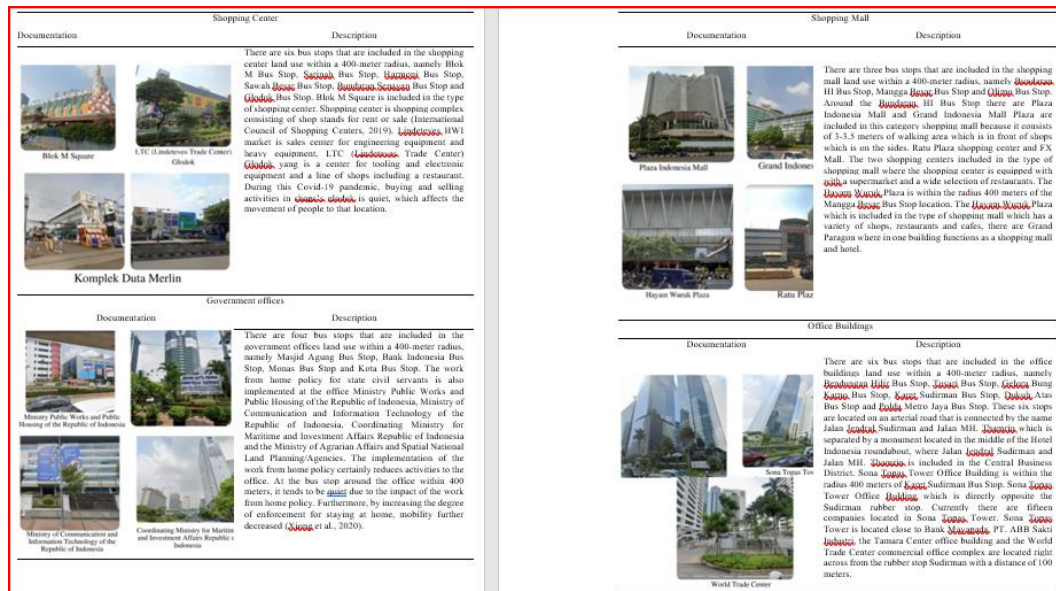 Shopping Center
Documentation
Description
There are six bus stops that are included in the shopping
center land use within a 400-meter radius, namely Blok
M Bus Stop, Sarinah Bus Stop, Harmoni Bus Stop,
Sawah Besar Bus Stop, Bundaran Senayan Bus Stop and
Glodok Bus Stop. Blok M Square is included in the type
of shopping center. Shopping center is shopping complex
consisting of shop stands for rent or sale (International
Council of Shopping Centers, 2019). Lindeteves HWI
market is sales center for engineering equipment and
heavy equipment, LTC (Lindeteves Trade Center)
Glodok yang is a center for tooling and electronic
equipment and a line of shops including a restaurant.
During this Covid-19 pandemic, buying and selling
activities in glodok is quiet, which affects the
movement of people to that location.
Blok M Square
LTC (Lindeteves Trade Center)
Glodok
Komplek Duta Merlin
Government offices
Documentation
Description
There are four bus stops that are included in the
government offices land use within a 400-meter radius,
namely Masjid Agung Bus Stop, Bank Indonesia Bus
Stop, Monas Bus Stop and Kota Bus Stop. The work
from home policy for state civil servants is also
implemented at the office Ministry Public Works and
Public Housing of the Republic of Indonesia, Ministry of
Communication and Information Technology of the
Republic of Indonesia, Coordinating Ministry for
Maritime and Investment Affairs Republic of Indonesia
and the Ministry of Agrarian Affairs and Spatial National
Land Planning/Agencies. The implementation of the
work from home policy certainly reduces activities to the
office. At the bus stop around the office within 400
meters, it tends to be quiet due to the impact of the work
from home policy. Furthermore, by increasing the degree
of enforcement for staying at home, mobility further
decreased (Xiong et al., 2020).
Ministry Public Works and Public
Housing of the Republic of Indonesia
Ministry of Communication and
Information Technology of the
Republic of Indonesia
Coordinating Ministry for Maritim
and Investment Affairs Republic o
Indonesia
Shopping Mall
Documentation
Description
There are three bus stops that are included in the shopping
mall land use within a 400-meter radius, namely Bundaran
HI Bus Stop, Mangga Besar Bus Stop and Olimo Bus Stop.
Around the Bundaran HI Bus Stop there are Plaza
Indonesia Mall and Grand Indonesia Mall Plaza are
included in this category shopping mall because it consists
of 3-3.5 meters of walking area which is in front of shops
which is on the sides. Ratu Plaza shopping center and FX
Mall. The two shopping centers included in the type of
shopping mall where the shopping center is equipped with
with a supermarket and a wide selection of restaurants. The
Hayam Wuruk Plaza is within the radius 400 meters of the
Mangga Besar Bus Stop location. The Hayam Wuruk Plaza
which is included in the type of shopping mall which has a
variety of shops, restaurants and cafes, there are Grand
Paragon where in one building functions as a shopping mall
and hotel.
Plaza Indonesia Mall
Grand Indones
Hayam Wuruk Plaza
Ratu Plaz
Office Buildings
Documentation
Description
There are six bus stops that are included in the office
buildings land use within a 400-meter radius, namely
Bendungan Hilir Bus Stop, Tosari Bus Stop, Gelora Bung
Karno Bus Stop, Karet Sudirman Bus Stop, Dukuh Atas
Bus Stop and Polda Metro Jaya Bus Stop. These six stops
are located on an arterial road that is connected by the name
Jalan Jendral Sudirman and Jalan MH. Thamrin which is
separated by a monument located in the middle of the Hotel
Indonesia roundabout, where Jalan Jendral Sudirman and
Jalan MH. Thamrin is included in the Central Business
District. Sona Topas Tower Office Building is within the
radius 400 meters of Karet Sudirman Bus Stop. Sona Topas
Tower Office Building which is directly opposite the
Sudirman rubber stop. Currently there are fifteen
companies located in Sona Topas Tower. Sona Topas
Tower is located close to Bank Mayapada, PT. ABB Sakti
Industri, the Tamara Center office building and the World
Trade Center commercial office complex are located right
across from the rubber stop Sudirman with a distance of 100
meters.
Sona Topas Tow
World Trade Center